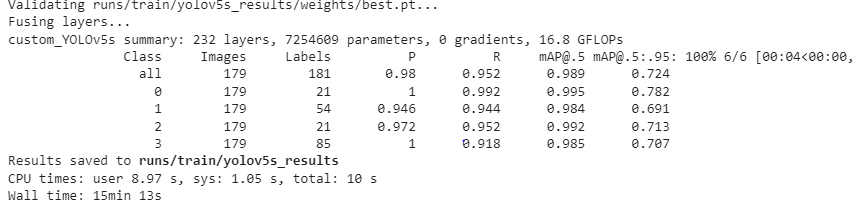 Validating runs/train/yolov5s_results/weights/best.pt...
Fusing layers...
custom_YOLOv5s summary: 232 layers, 7254609 parameters, 0 gradients, 16.8 GFLOPs
Class Images Labels P R mAP@.5 mAP@.5:.95: 100% 6/6 [00:04<00:00,
all 179 181 0.98 0.952 0.989 0.724
0 179 21 1 0.992 0.995 0.782
1 179 54 0.946 0.944 0.984 0.691
2 179 21 0.972 0.952 0.992 0.713
3 179 85 1 0.918 0.985 0.707
Results saved to runs/train/yolov5s_results
CPU times: user 8.97 s, sys: 1.05 s, total: 10 s
Wall time: 15min 13s